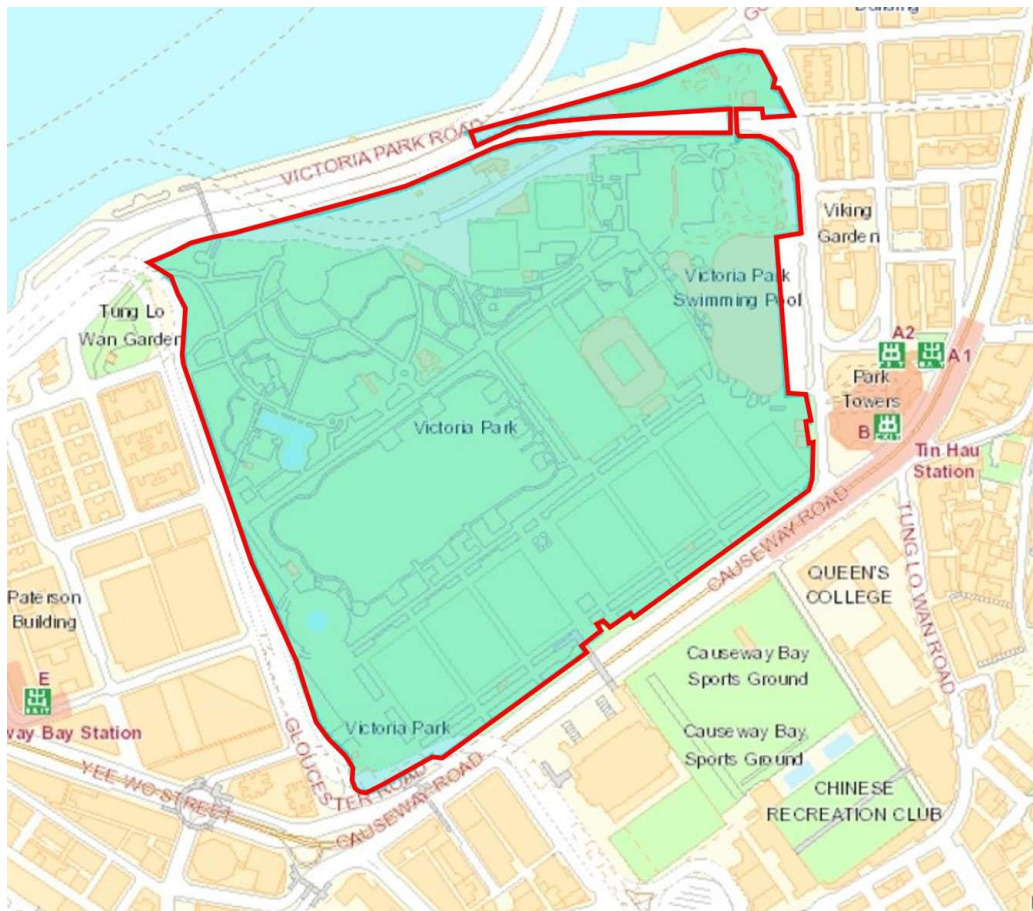 VICTORIA PARK ROAD
Viking
Garden
Victoria Park
Swimming Pool
Tung Lo
Wan Garden
A2
A1
Park
Towers
B
EXIT
Tin Hau
Station
Victoria Park
CAUSEWAY ROAD
TUNG LO WAN ROAD
QUEEN'S
COLLEGE
Paterson
Building
Causeway Bay
Sports Ground
E
EXIT
way Bay Station
Victoria Park
GLOUCESTER ROAD
Causeway Bay
Sports Ground
YEE WO STREET
CAUSEWAY ROAD
CHINESE
RECREATION CLUB